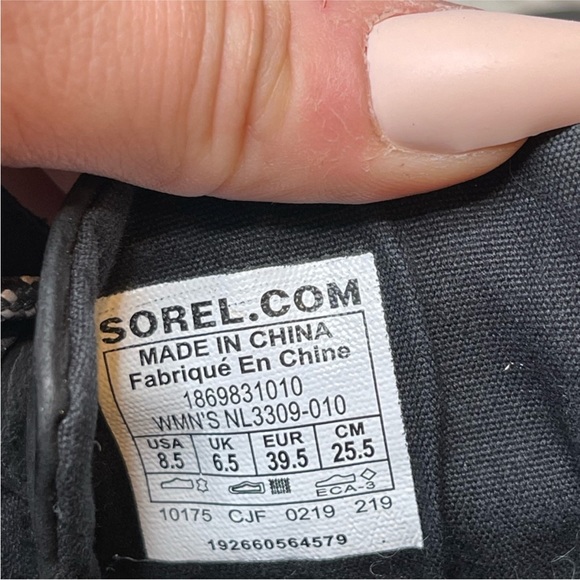 SOREL.COM
MADE IN CHINA
Fabriqué En Chine
1869831010
WMN'S NL3309-010
USA UK EUR CM
8.5 6.5 39.5 25.5
ECA-3
10175 CJF 0219 219
192660564579